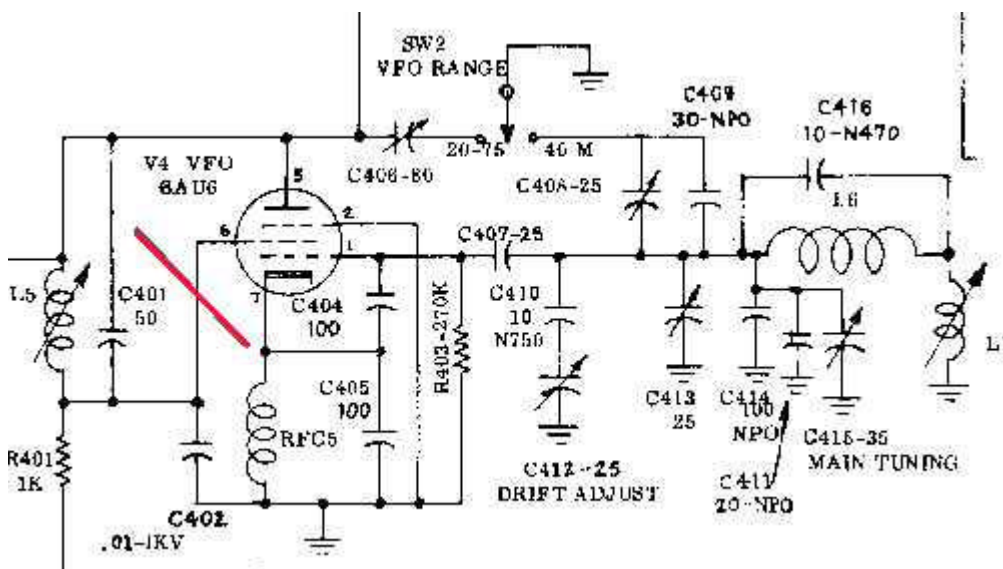 SW2
VFO RANGE
C409
30-NPO
C416
10-N470
V4 VFO
6AU6
5
C406-80
20-75
40 M
C408-25
L6
2
6
1
C407-25
7
L5
C401
50
C404
100
R403-270K
C410
10
N750
C405
100
RFC5
C413
25
C414
100
NPO
C415-35
MAIN TUNING
R401
1K
C402
.01-1KV
C412-25
DRIFT ADJUST
C411
20-NPO